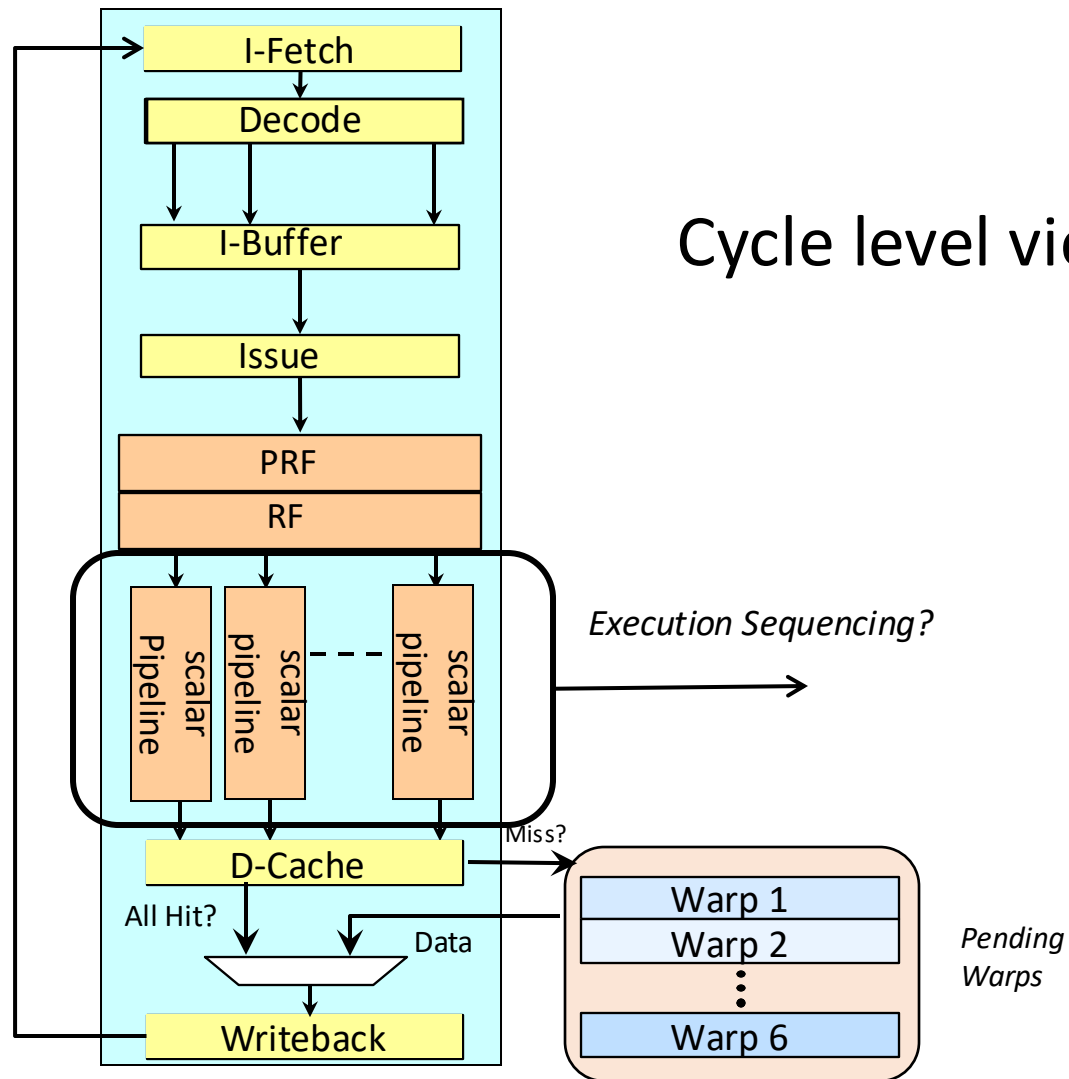 I-Fetch
Decode
I-Buffer
Cycle level vie
Issue
PRF
RF
scalar
Pipeline
scalar
pipeline
scalar
pipeline
Execution Sequencing?
Miss?
D-Cache
All Hit?
Data
Warp 1
Warp 2
Pending
Warps
Writeback
Warp 6